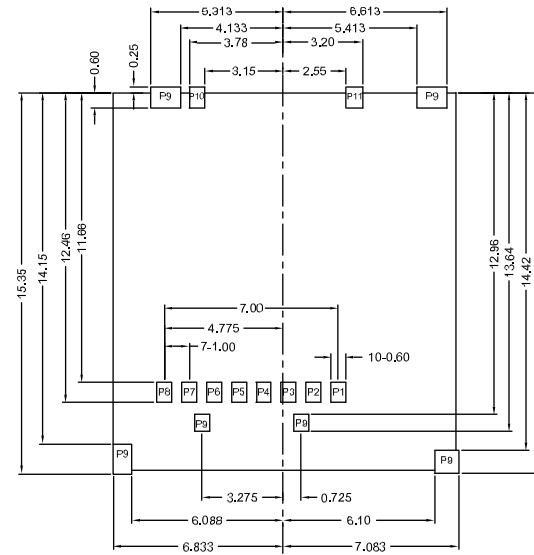 5.313
6.613
4.133
5.413
3.78
3.20
3.15
2.55
0.25
0.60
P9
P10
P11
P9
15.35
14.15
12.46
11.66
12.96
13.64
14.42
7.00
4.775
7-1.00
10-0.60
P8
P7
P6
P5
P4
P3
P2
P1
P9
P9
P9
P9
3.275
0.725
6.088
6.10
6.833
7.083